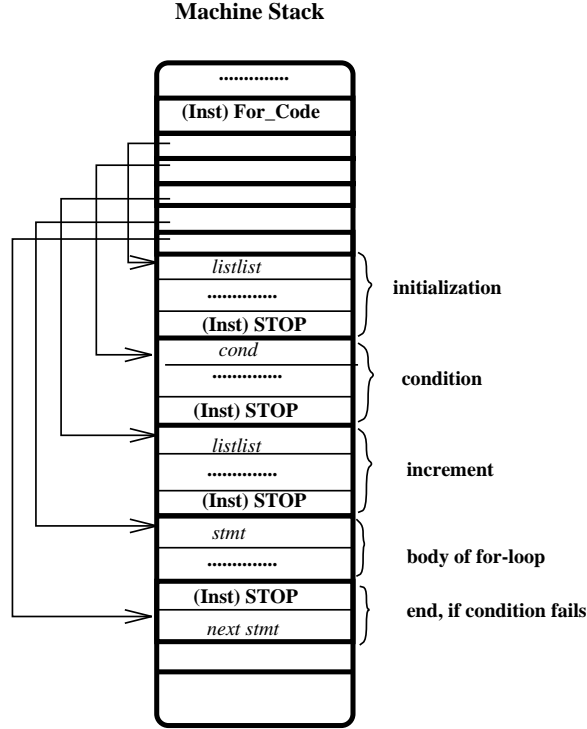 Machine Stack
..............
(Inst) For_Code
listlist
..............
(Inst) STOP
initialization
cond
..............
(Inst) STOP
condition
listlist
..............
(Inst) STOP
increment
stmt
..............
body of for-loop
(Inst) STOP
next stmt
end, if condition fails